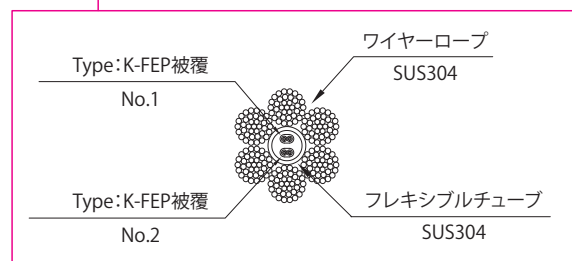 ワイヤーロープ
SUS304
Type：K-FEP被覆
No.1
Type：K-FEP被覆
No.2
フレキシブルチューブ
SUS304